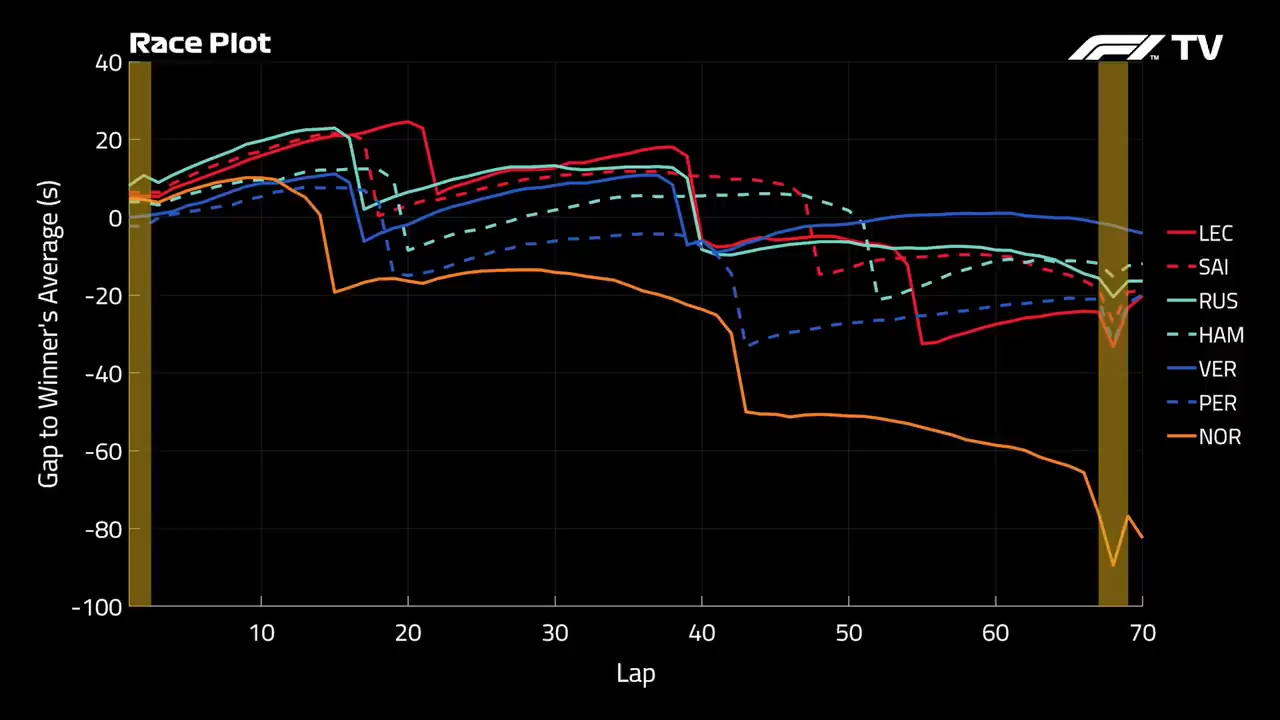 Race Plot
F1 TV
TM
40
20
0
-20
-40
-60
-80
-100
Gap to Winner's Average (s)
10 20 30 40 50 60 70
Lap
LEC
SAI
RUS
HAM
VER
PER
NOR